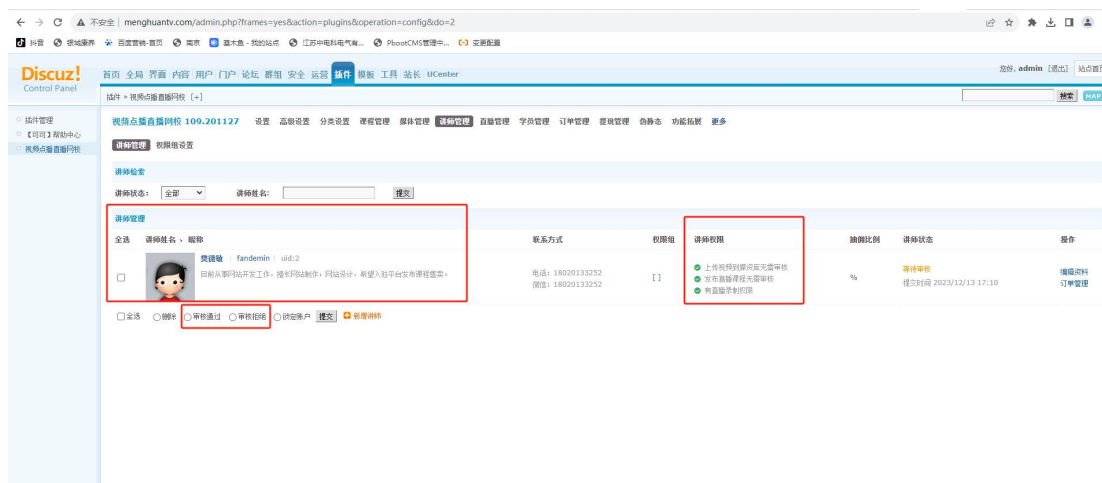 不安全 menghuantv.com/admin.php?frames=yes&action=plugins&operation=config&do=2
抖音 银城康养 百度营销-首页 南京 基木鱼 - 我的站点 江苏中电科电气有... PbootCMS管理中... 变更配置
Discuz!
Control Panel
首页 全局 界面 内容 用户 门户 论坛 群组 安全 运营 插件 模板 工具 站长 UCenter
您好, admin [退出] 站点首页
插件 » 视频点播直播网校 [+]
搜索 MAP
插件管理
【可可】帮助中心
视频点播直播网校
视频点播直播网校 109.201127 设置 高级设置 分类设置 课程管理 媒体管理 讲师管理 直播管理 学员管理 订单管理 提现管理 伪静态 功能拓展 更多
讲师管理 权限组设置
讲师检索
讲师状态: 全部 讲师姓名: 提交
讲师管理
全选 讲师姓名 、 昵称 联系方式 权限组 讲师权限 抽佣比例 讲师状态 操作
樊德敏 fandemin uid:2
目前从事网站开发工作，擅长网站制作，网站设计，希望入驻平台发布课程售卖。
电话: 18020133252
微信: 18020133252
[ ]
上传视频到媒资库无需审核
发布直播课程无需审核
有直播录制权限
%
等待审核
提交时间 2023/12/13 17:10
编辑资料
订单管理
全选 删除 审核通过 审核拒绝 锁定账户 提交 新增讲师